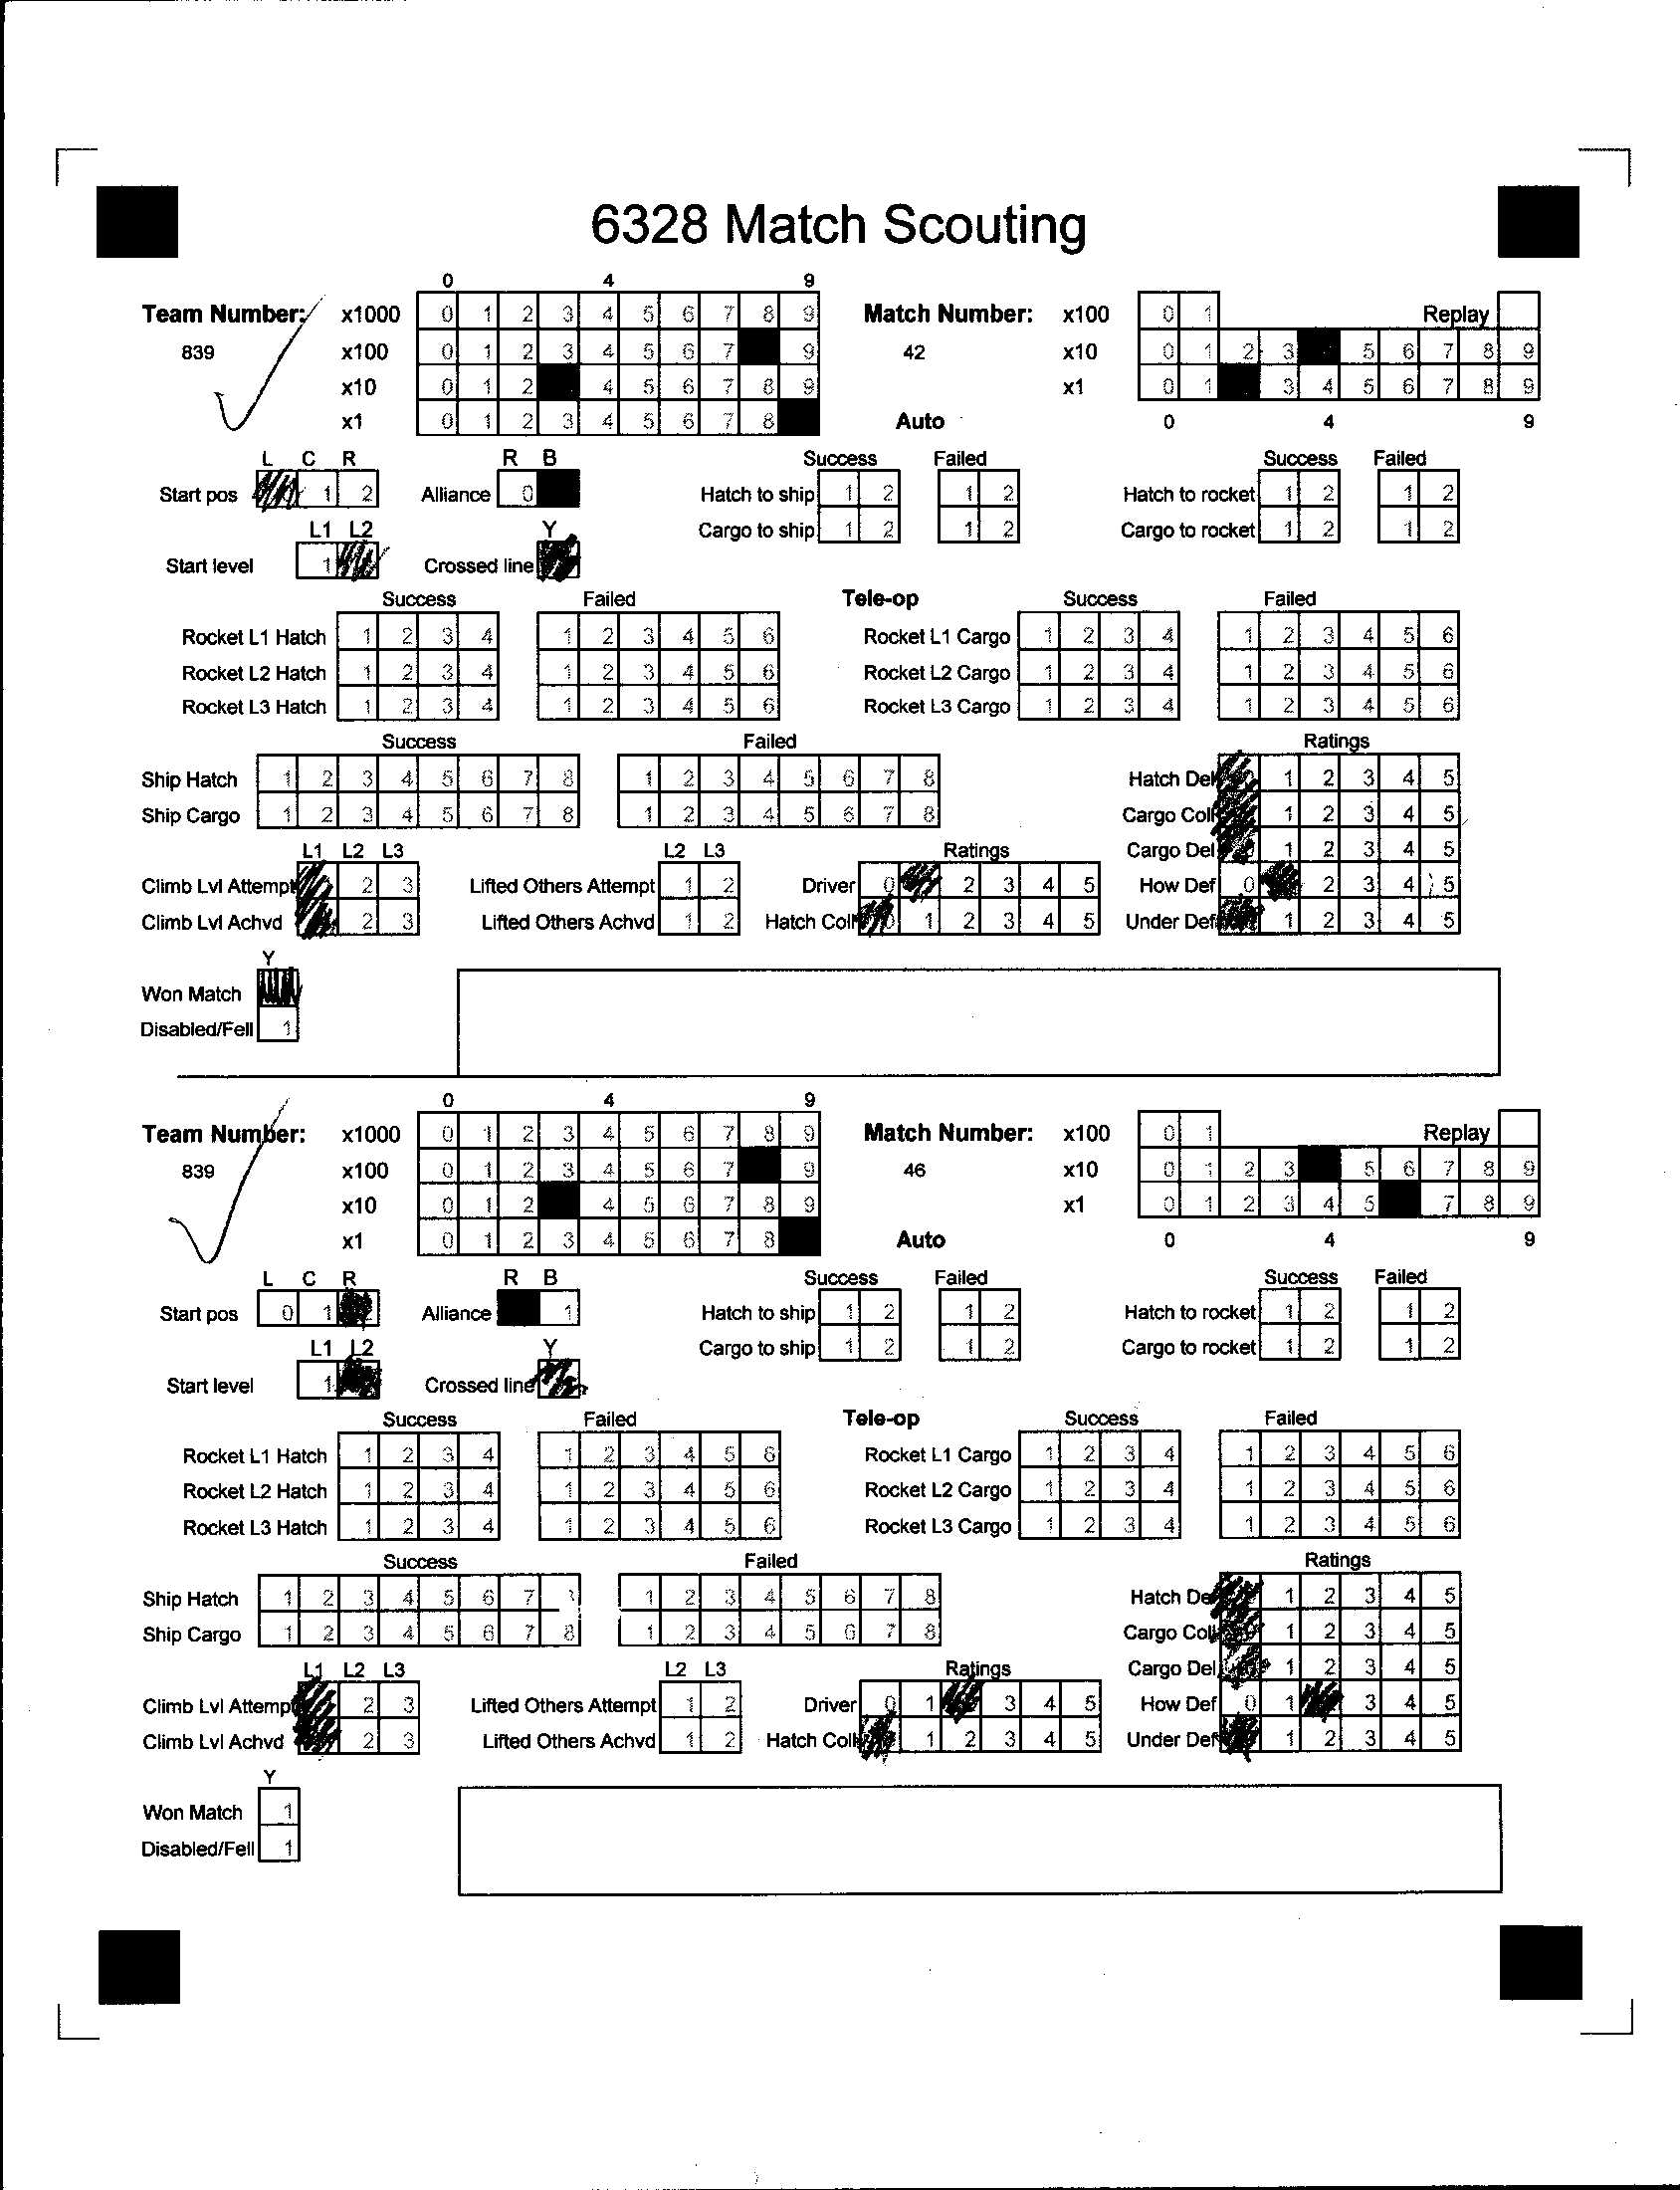 6328 Match Scouting
0 4 9
Team Number: x1000 0 1 2 3 4 5 6 7 8 9 Match Number: x100 0 1 Replay
839 x100 0 1 2 3 4 5 6 7 9 42 x10 0 1 2 3 5 6 7 8 9
x10 0 1 2 4 5 6 7 8 9 x1 0 1 3 4 5 6 7 8 9
x1 0 1 2 3 4 5 6 7 8 Auto 0 4 9
L C R R B Success Failed Success Failed
Start pos 1 2 Alliance 0 Hatch to ship 1 2 1 2 Hatch to rocket 1 2 1 2
L1 L2 Y Cargo to ship 1 2 1 2 Cargo to rocket 1 2 1 2
Start level 1 Crossed line
Success Failed Tele-op Success Failed
Rocket L1 Hatch 1 2 3 4 1 2 3 4 5 6 Rocket L1 Cargo 1 2 3 4 1 2 3 4 5 6
Rocket L2 Hatch 1 2 3 4 1 2 3 4 5 6 Rocket L2 Cargo 1 2 3 4 1 2 3 4 5 6
Rocket L3 Hatch 1 2 3 4 1 2 3 4 5 6 Rocket L3 Cargo 1 2 3 4 1 2 3 4 5 6
Success Failed Ratings
Ship Hatch 1 2 3 4 5 6 7 8 1 2 3 4 5 6 7 8 Hatch Del 1 2 3 4 5
Ship Cargo 1 2 3 4 5 6 7 8 1 2 3 4 5 6 7 8 Cargo Coll 1 2 3 4 5
L1 L2 L3 L2 L3 Ratings Cargo Del 1 2 3 4 5
Climb Lvl Attempt 2 3 Lifted Others Attempt 1 2 Driver 0 2 3 4 5 How Def 0 2 3 4 5
Climb Lvl Achvd 2 3 Lifted Others Achvd 1 2 Hatch Coll 0 1 2 3 4 5 Under Def 1 2 3 4 5
Y
Won Match
Disabled/Fell 1
0 4 9
Team Number: x1000 0 1 2 3 4 5 6 7 8 9 Match Number: x100 0 1 Replay
839 x100 0 1 2 3 4 5 6 7 9 46 x10 0 1 2 3 5 6 7 8 9
x10 0 1 2 4 5 6 7 8 9 x1 0 1 2 3 4 5 7 8 9
x1 0 1 2 3 4 5 6 7 8 Auto 0 4 9
L C R R B Success Failed Success Failed
Start pos 0 1 Alliance 1 Hatch to ship 1 2 1 2 Hatch to rocket 1 2 1 2
L1 L2 Y Cargo to ship 1 2 1 2 Cargo to rocket 1 2 1 2
Start level 1 Crossed line
Success Failed Tele-op Success Failed
Rocket L1 Hatch 1 2 3 4 1 2 3 4 5 6 Rocket L1 Cargo 1 2 3 4 1 2 3 4 5 6
Rocket L2 Hatch 1 2 3 4 1 2 3 4 5 6 Rocket L2 Cargo 1 2 3 4 1 2 3 4 5 6
Rocket L3 Hatch 1 2 3 4 1 2 3 4 5 6 Rocket L3 Cargo 1 2 3 4 1 2 3 4 5 6
Success Failed Ratings
Ship Hatch 1 2 3 4 5 6 7 1 2 3 4 5 6 7 8 Hatch Del 1 2 3 4 5
Ship Cargo 1 2 3 4 5 6 7 8 1 2 3 4 5 6 7 8 Cargo Coll 1 2 3 4 5
L1 L2 L3 L2 L3 Ratings Cargo Del 1 2 3 4 5
Climb Lvl Attempt 2 3 Lifted Others Attempt 1 2 Driver 0 1 3 4 5 How Def 0 1 3 4 5
Climb Lvl Achvd 2 3 Lifted Others Achvd 1 2 Hatch Coll 1 2 3 4 5 Under Def 1 2 3 4 5
Y
Won Match 1
Disabled/Fell 1